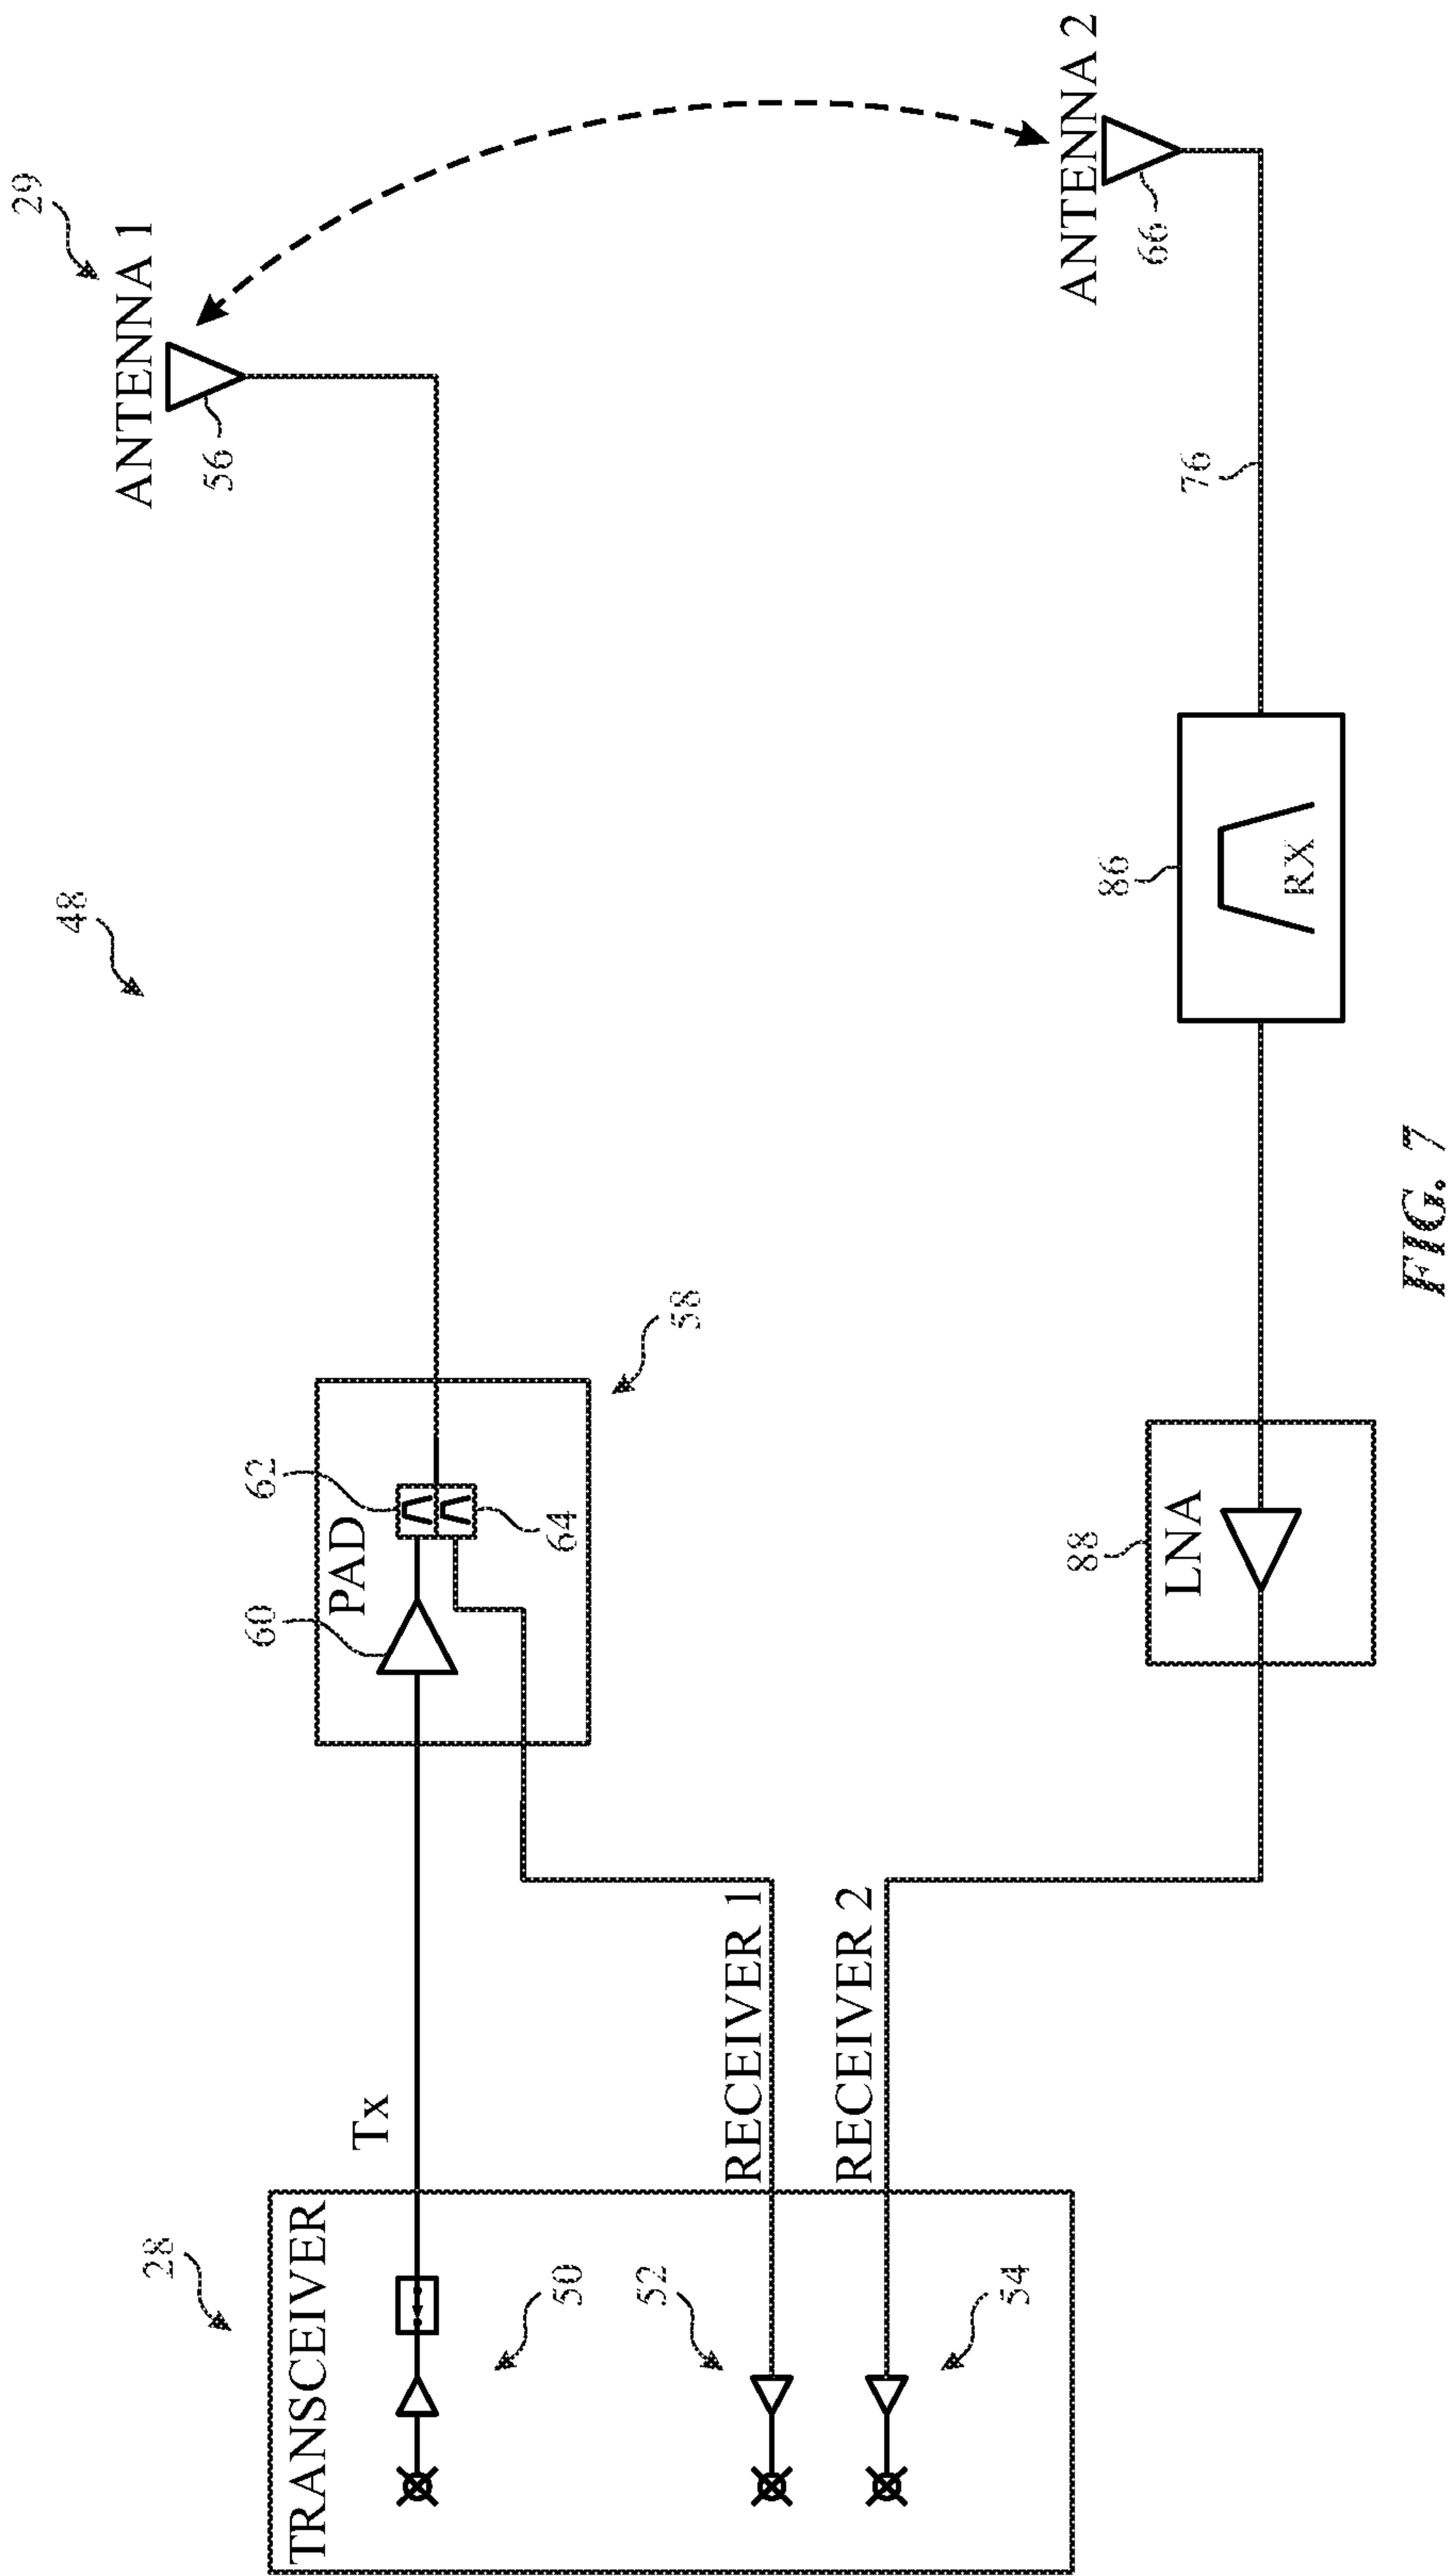 29
ANTENNA 1
56
48
58
PAD
62
60
64
28
TRANSCEIVER
Tx
50
52
RECEIVER 1
RECEIVER 2
54
ANTENNA 2
66
76
86
RX
88
LNA
FIG. 7